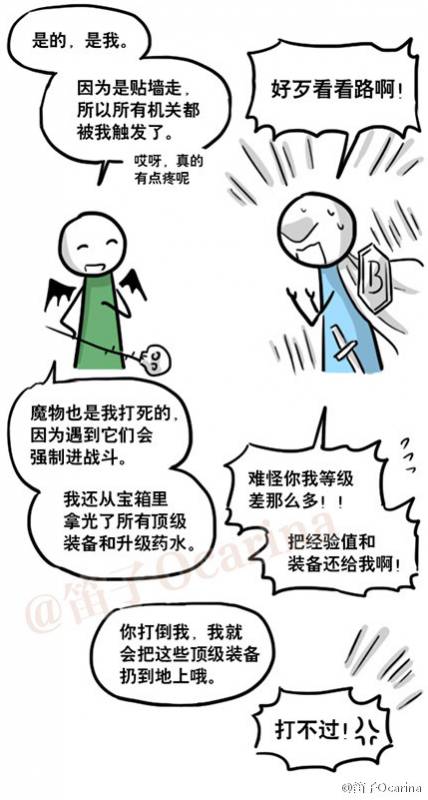 是的，是我。
因为是贴墙走，
所以所有机关都
被我触发了。
哎呀，真的
有点疼呢
好歹看看路啊！
B
魔物也是我打死的，
因为遇到它们会
强制进战斗。
我还从宝箱里
拿光了所有顶级
装备和升级药水。
难怪你我等级
差那么多！！
把经验值和
装备还给我啊！
@笛子Ocarina
你打倒我，我就
会把这些顶级装备
扔到地上哦。
打不过！
@笛子Ocarina